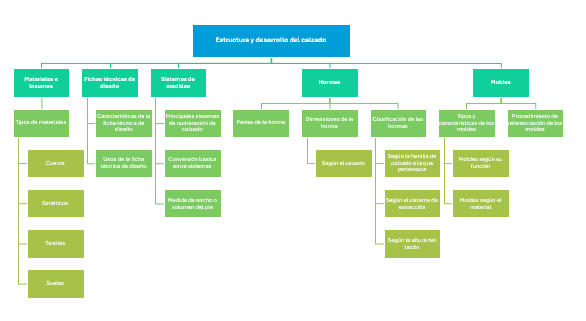 Estructura y desarrollo del calzado
Materiales e
insumos
Fichas técnicas de
diseño
Sistemas de
medidas
Hormas
Moldes
Tipos de materiales
Características de la
ficha técnica de
diseño
Principales sistemas
de numeración de
calzado
Partes de la horma
Dimensiones de la
horma
Clasificación de las
hormas
Tipos y
características de los
moldes
Procedimiento de
referenciación de los
moldes
Cueros
Usos de la ficha
técnica de diseño
Conversión básica
entre sistemas
Según el usuario
Según la familia de
calzado a la que
pertenezca
Moldes según su
función
Sintéticos
Medida de ancho o
volumen del pie
Según el sistema de
extracción
Moldes según el
material
Textiles
Según la altura del
tacón
Suelas